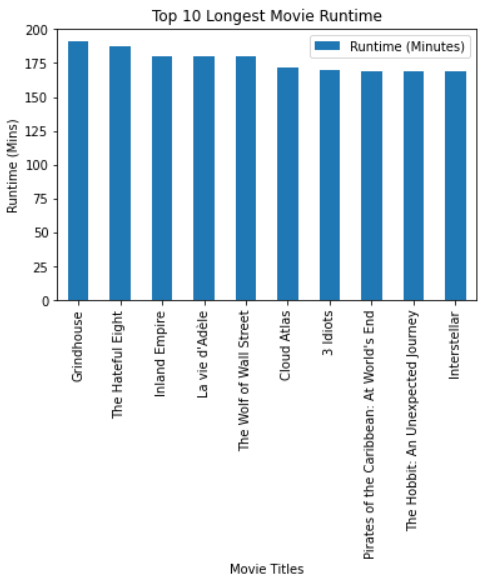 Top 10 Longest Movie Runtime
Runtime (Minutes)
Runtime (Mins)
200
175
150
125
100
75
50
25
0
Grindhouse
The Hateful Eight
Inland Empire
La vie d'Adèle
The Wolf of Wall Street
Cloud Atlas
3 Idiots
Pirates of the Caribbean: At World's End
The Hobbit: An Unexpected Journey
Interstellar
Movie Titles